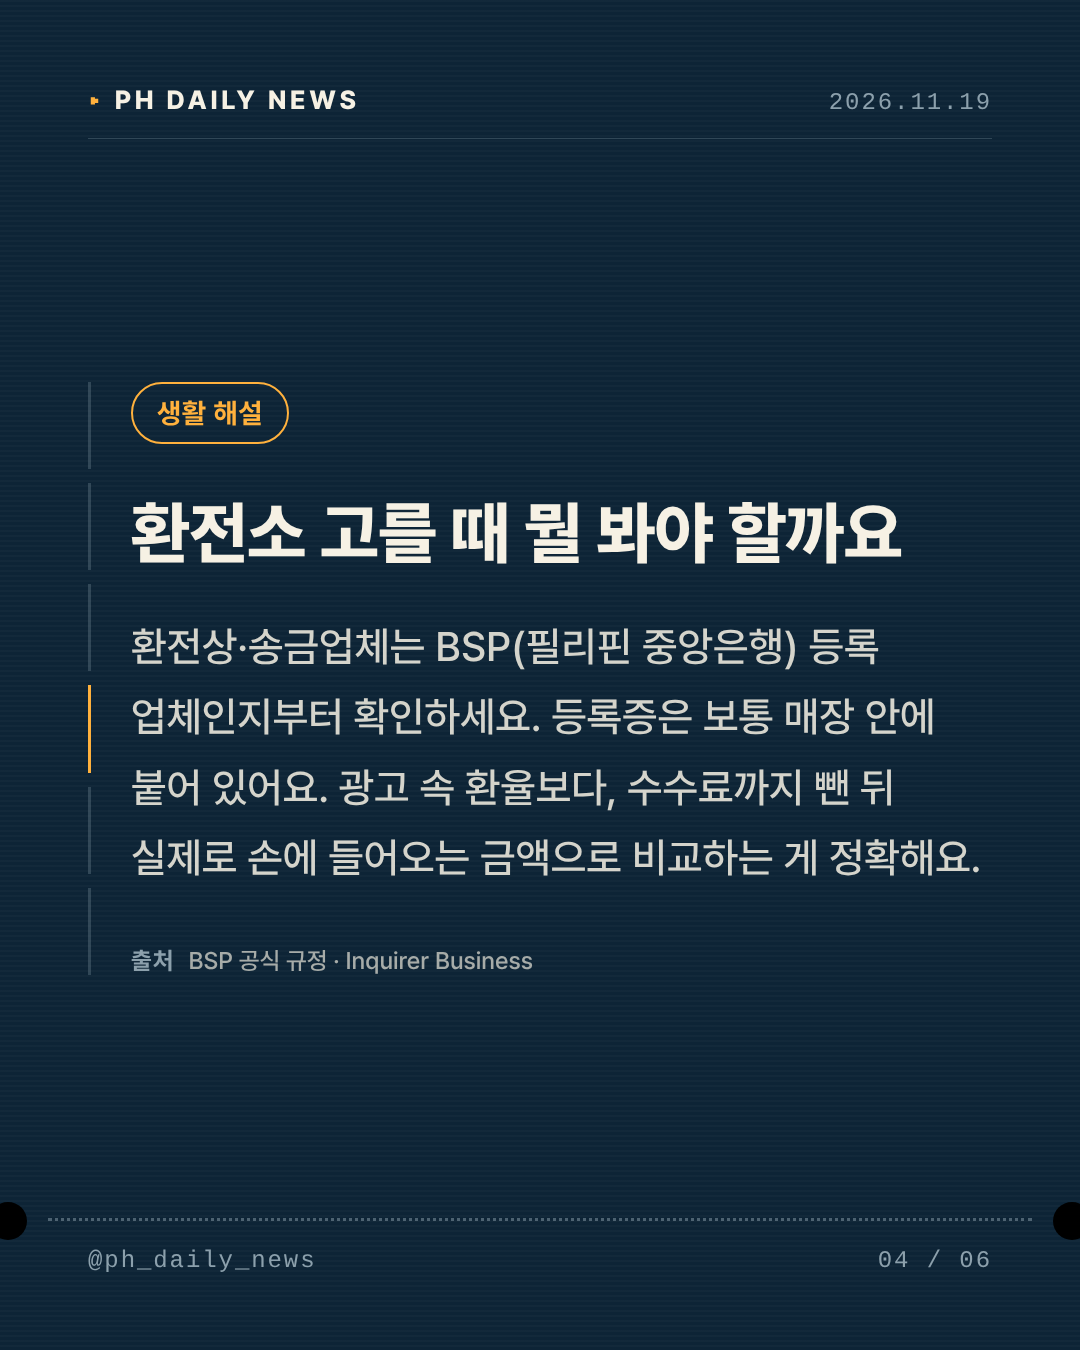 PH DAILY NEWS
2026.11.19
생활 해설
환전소 고를 때 뭘 봐야 할까요
환전상·송금업체는 BSP(필리핀 중앙은행) 등록
업체인지부터 확인하세요. 등록증은 보통 매장 안에
붙어 있어요. 광고 속 환율보다, 수수료까지 뺀 뒤
실제로 손에 들어오는 금액으로 비교하는 게 정확해요.
출처 BSP 공식 규정 · Inquirer Business
@ph_daily_news
04 / 06